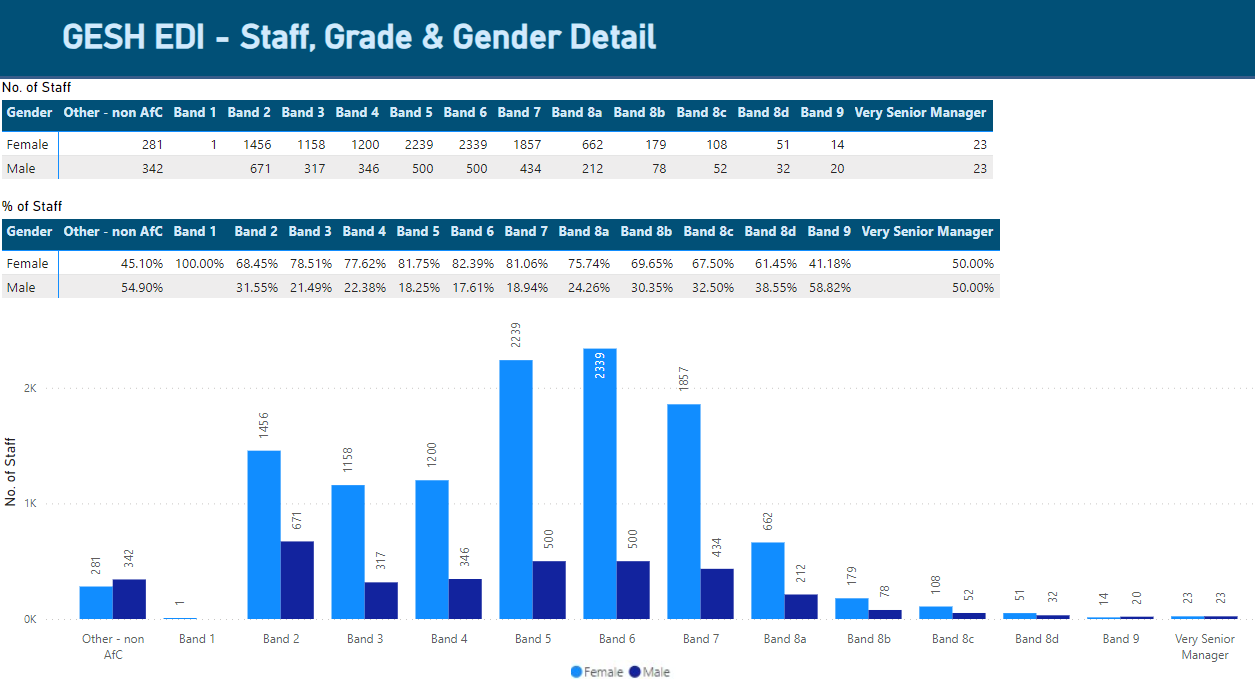 GESH EDI - Staff, Grade & Gender Detail
No. of Staff
Gender Other - non AfC Band 1 Band 2 Band 3 Band 4 Band 5 Band 6 Band 7 Band 8a Band 8b Band 8c Band 8d Band 9 Very Senior Manager
Female 281 1 1456 1158 1200 2239 2339 1857 662 179 108 51 14 23
Male 342 671 317 346 500 500 434 212 78 52 32 20 23
% of Staff
Gender Other - non AfC Band 1 Band 2 Band 3 Band 4 Band 5 Band 6 Band 7 Band 8a Band 8b Band 8c Band 8d Band 9 Very Senior Manager
Female 45.10% 100.00% 68.45% 78.51% 77.62% 81.75% 82.39% 81.06% 75.74% 69.65% 67.50% 61.45% 41.18% 50.00%
Male 54.90% 31.55% 21.49% 22.38% 18.25% 17.61% 18.94% 24.26% 30.35% 32.50% 38.55% 58.82% 50.00%
No. of Staff
2K
1K
0K
281 342 1 1456 671 1158 317 1200 346 2239 500 2339 500 1857 434 662 212 179 78 108 52 51 32 14 20 23 23
Other - non Band 1 Band 2 Band 3 Band 4 Band 5 Band 6 Band 7 Band 8a Band 8b Band 8c Band 8d Band 9 Very Senior
AfC Manager
Female Male